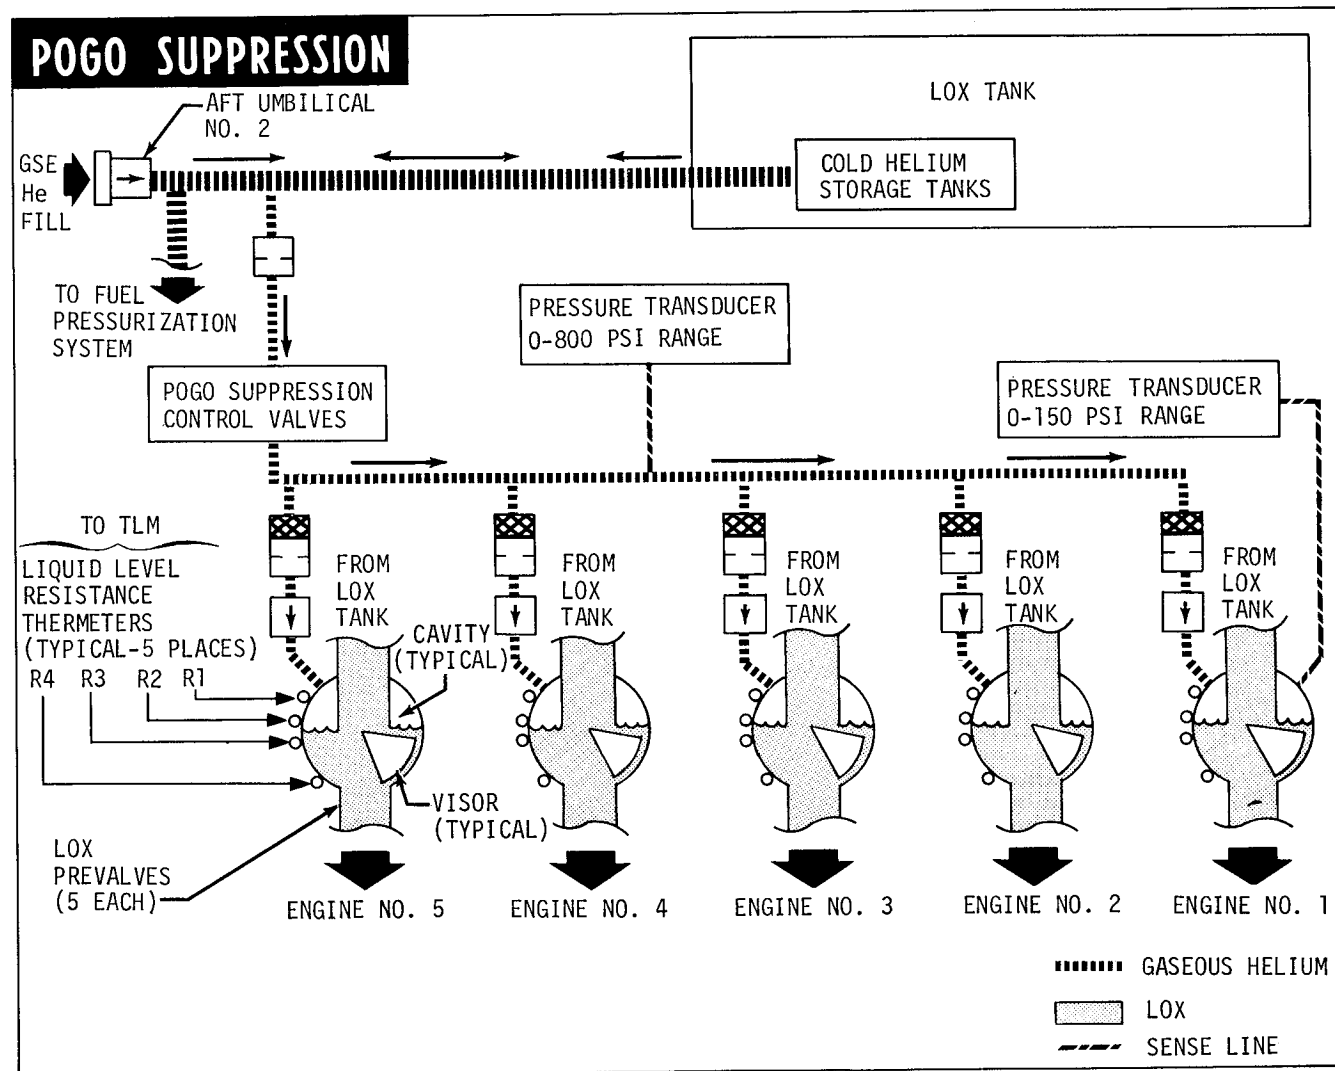 POGO SUPPRESSION
AFT UMBILICAL
NO. 2
GSE
He
FILL
LOX TANK
COLD HELIUM
STORAGE TANKS
TO FUEL
PRESSURIZATION
SYSTEM
PRESSURE TRANSDUCER
0-800 PSI RANGE
POGO SUPPRESSION
CONTROL VALVES
PRESSURE TRANSDUCER
0-150 PSI RANGE
TO TLM
LIQUID LEVEL
RESISTANCE
THERMETERS
(TYPICAL-5 PLACES)
R4 R3 R2 R1
FROM
LOX
TANK
FROM
LOX
TANK
FROM
LOX
TANK
FROM
LOX
TANK
FROM
LOX
TANK
CAVITY
(TYPICAL)
VISOR
(TYPICAL)
LOX
PREVALVES
(5 EACH)
ENGINE NO. 5
ENGINE NO. 4
ENGINE NO. 3
ENGINE NO. 2
ENGINE NO. 1
GASEOUS HELIUM
LOX
SENSE LINE